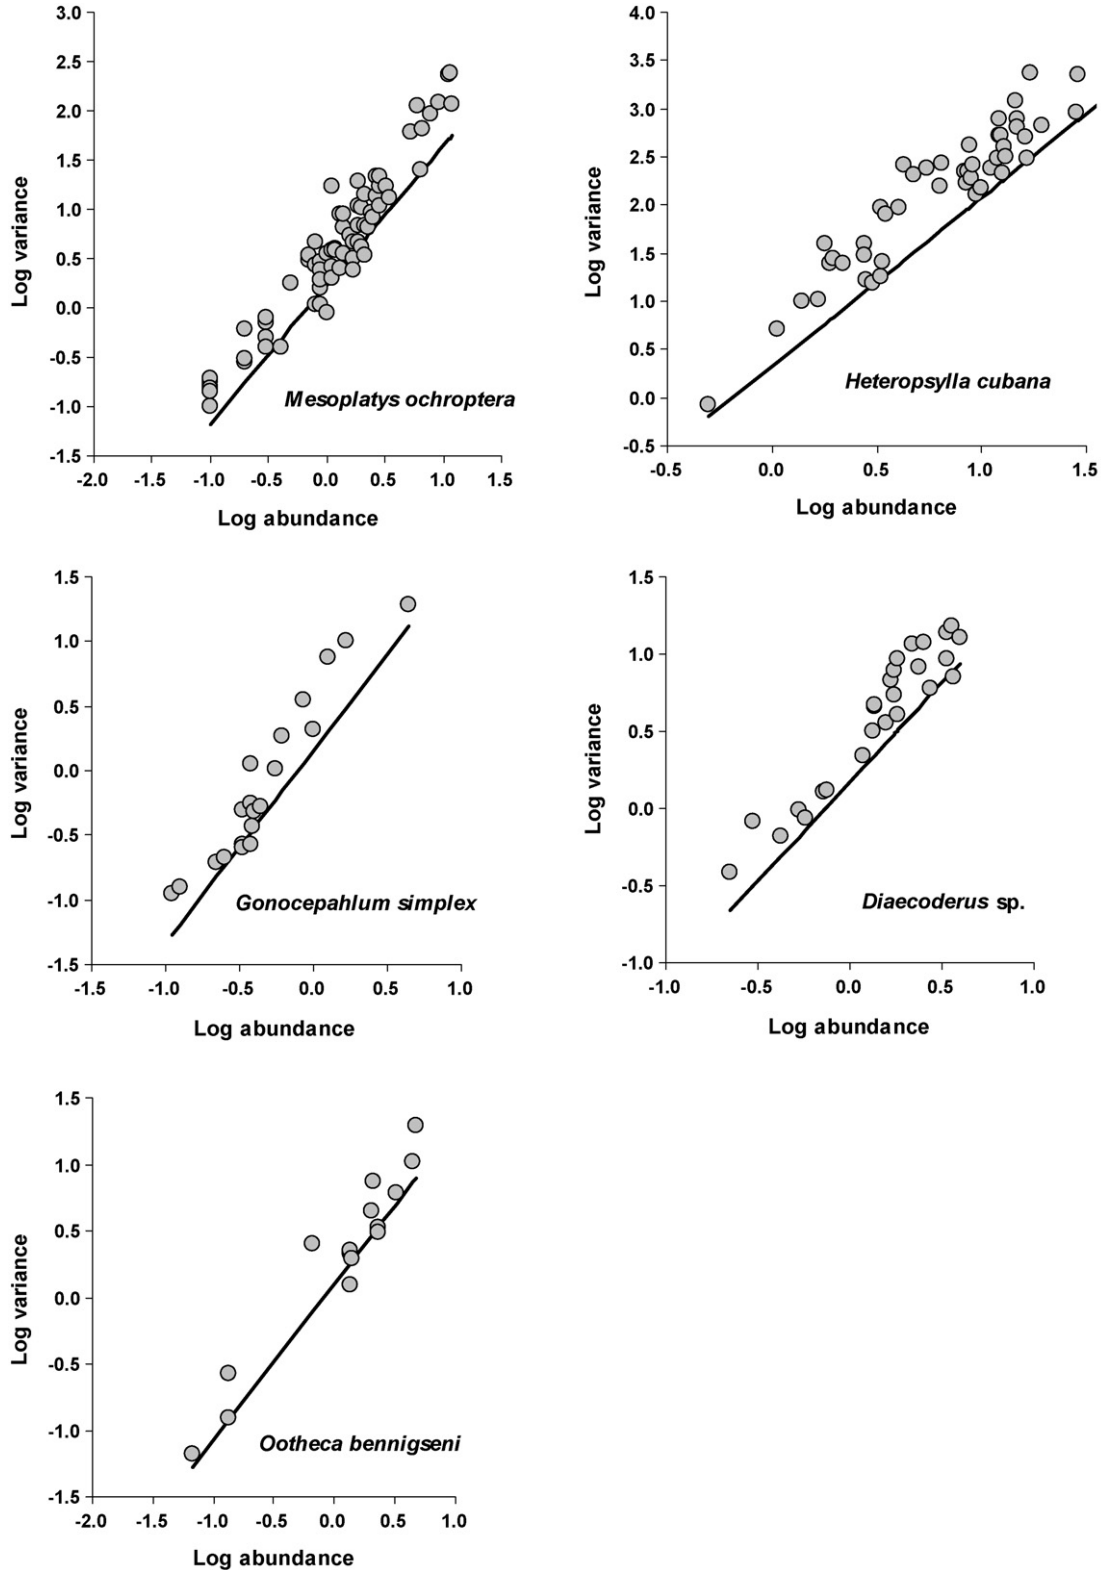 3.0
2.5
2.0
1.5
1.0
0.5
0.0
-0.5
-1.0
-1.5
Log variance
Mesoplatys ochroptera
-2.0 -1.5 -1.0 -0.5 0.0 0.5 1.0 1.5
Log abundance
4.0
3.5
3.0
2.5
2.0
1.5
1.0
0.5
0.0
-0.5
Log variance
Heteropsylla cubana
-0.5 0.0 0.5 1.0 1.5
Log abundance
1.5
1.0
0.5
0.0
-0.5
-1.0
-1.5
Log variance
Gonocepahlum simplex
-1.5 -1.0 -0.5 0.0 0.5 1.0
Log abundance
1.5
1.0
0.5
0.0
-0.5
-1.0
Log variance
Diaecoderus sp.
-1.0 -0.5 0.0 0.5 1.0
Log abundance
1.5
1.0
0.5
0.0
-0.5
-1.0
-1.5
Log variance
Ootheca bennigseni
-2.0 -1.5 -1.0 -0.5 0.0 0.5 1.0
Log abundance